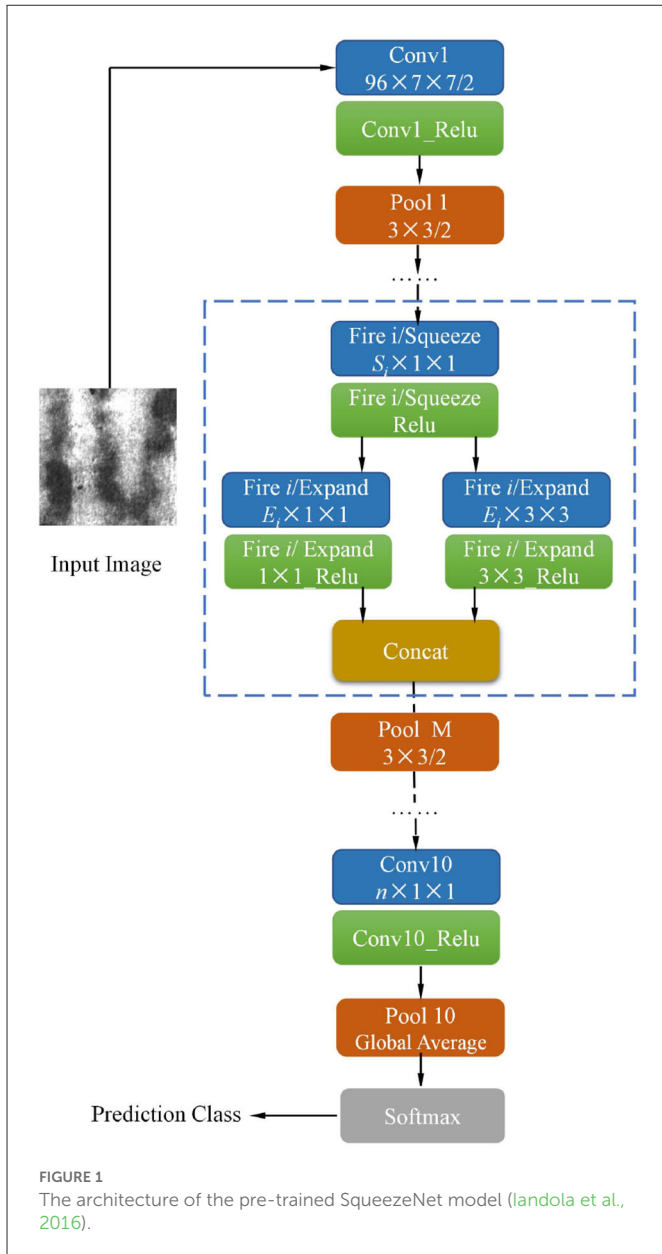 Conv1
96×7×7/2
Conv1_Relu
Pool 1
3×3/2
……
Fire i/Squeeze
Sᵢ×1×1
Fire i/Squeeze
Relu
Fire i/Expand
Eᵢ×1×1
Fire i/Expand
Eᵢ×3×3
Fire i/ Expand
1×1_Relu
Fire i/ Expand
3×3_Relu
Input Image
Concat
Pool M
3×3/2
……
Conv10
n×1×1
Conv10_Relu
Pool 10
Global Average
Prediction Class
Softmax
FIGURE 1
The architecture of the pre-trained SqueezeNet model (Iandola et al.,
2016).